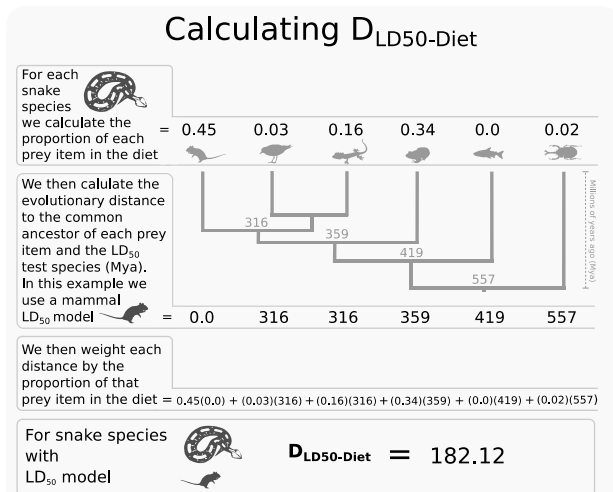 Calculating D_LD50-Diet
For each
snake
species
we calculate the
proportion of each
prey item in the diet
= 0.45 0.03 0.16 0.34 0.0 0.02
We then calulate the
evolutionary distance
to the common
ancestor of each prey
item and the LD₅₀
test species (Mya).
In this example we
use a mammal
LD₅₀ model
316
359
419
557
Millions of years ago (Mya)
= 0.0 316 316 359 419 557
We then weight each
distance by the
proportion of that
prey item in the diet = 0.45(0.0) + (0.03)(316) + (0.16)(316) + (0.34)(359) + (0.0)(419) + (0.02)(557)
For snake species
with
LD₅₀ model
D_LD50-Diet = 182.12